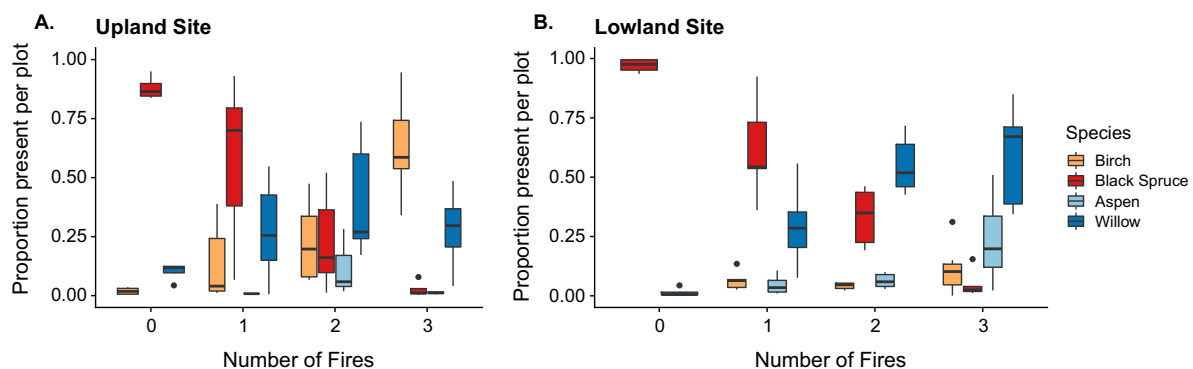 A. Upland Site
Proportion present per plot
1.00
0.75
0.50
0.25
0.00
0 1 2 3
Number of Fires
B. Lowland Site
Proportion present per plot
1.00
0.75
0.50
0.25
0.00
0 1 2 3
Number of Fires
Species
Birch
Black Spruce
Aspen
Willow